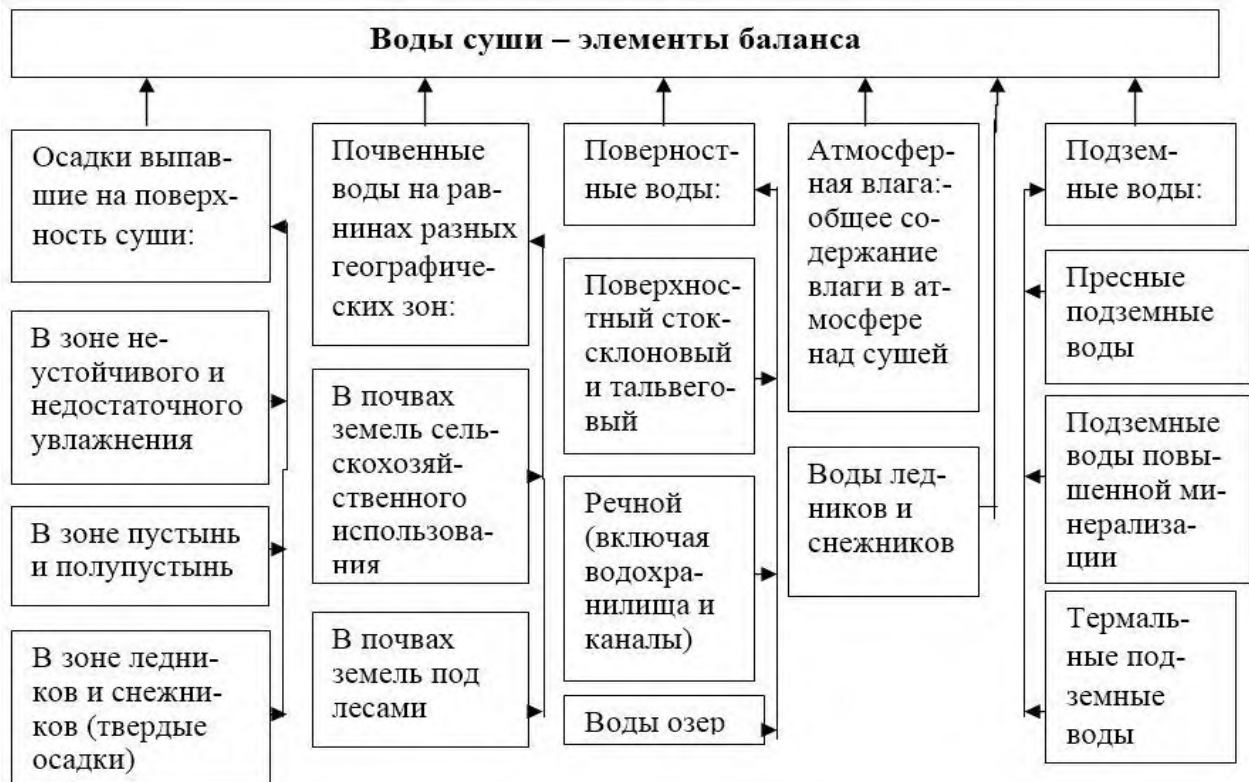 Воды суши – элементы баланса
Осадки выпав-
шие на поверх-
ность суши:
В зоне не-
устойчивого и
недостаточного
увлажнения
В зоне пустынь
и полупустынь
В зоне ледни-
ков и снежни-
ков (твердые
осадки)
Почвенные
воды на рав-
нинах разных
географиче-
ских зон:
В почвах
земель сель-
скохозяй-
ственного
использова-
ния
В почвах
земель под
лесами
Поверност-
ные воды:
Поверхнос-
тный сток-
склоновый
и тальвего-
вый
Речной
(включая
водохра-
нилища и
каналы)
Воды озер
Атмосфер-
ная влага:-
общее со-
держание
влаги в ат-
мосфере
над сушей
Воды лед-
ников и
снежников
Подзем-
ные воды:
Пресные
подземные
воды
Подземные
воды повы-
шенной ми-
нерализа-
ции
Термаль-
ные под-
земные
воды